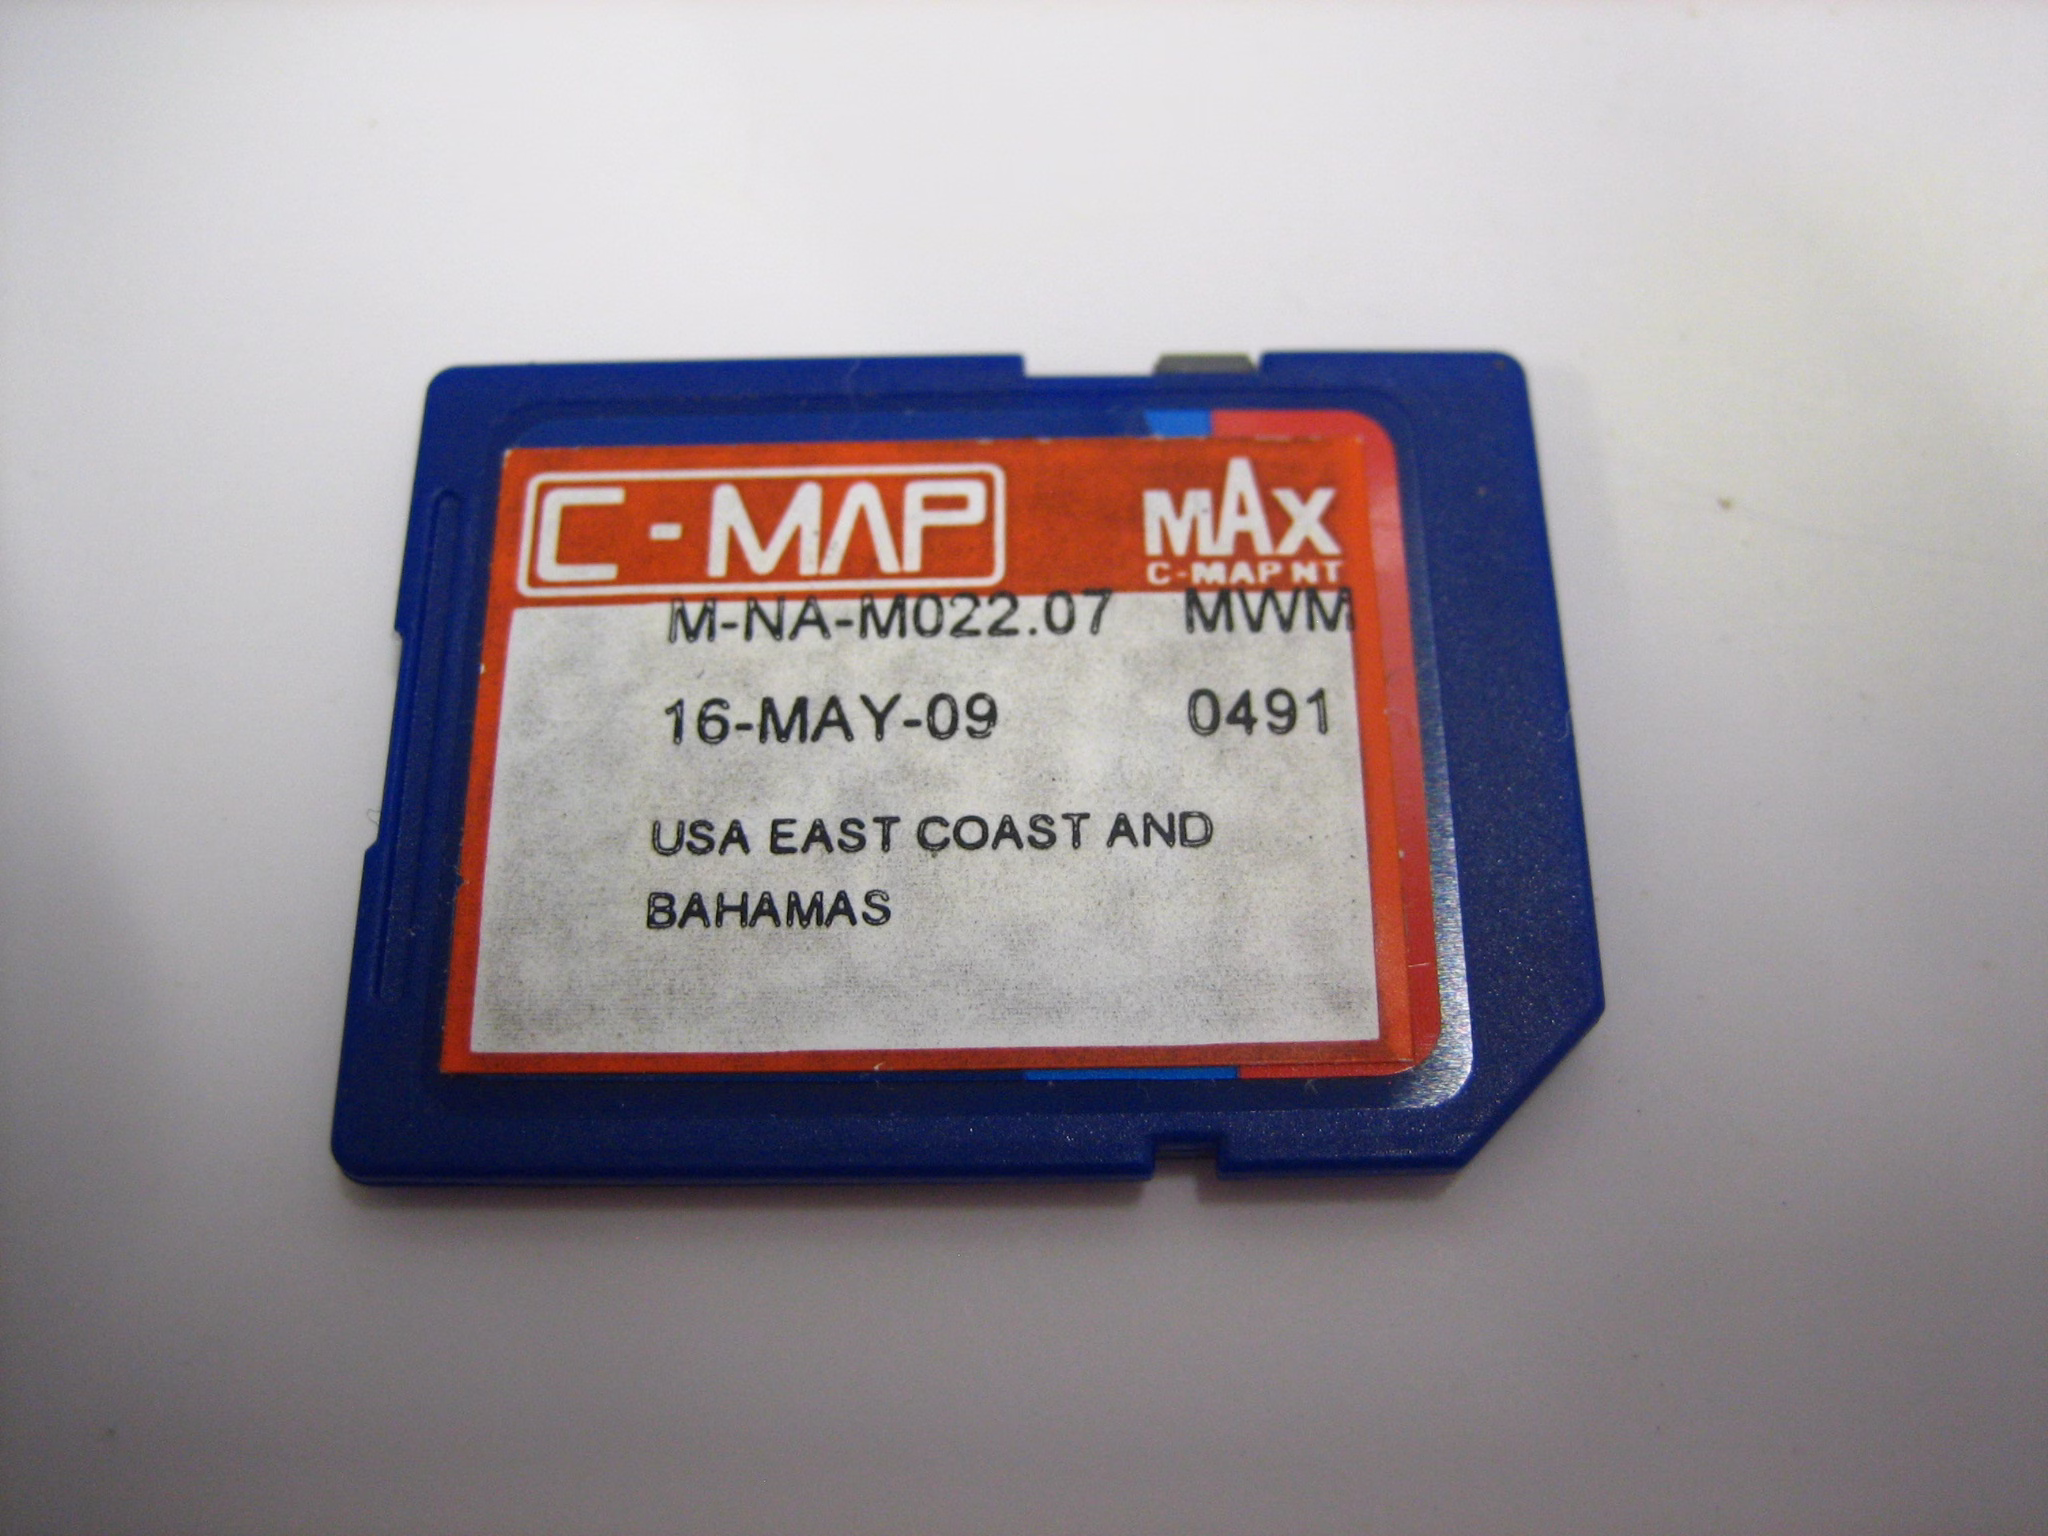 C-MAP MAX
C-MAP NT
M-NA-M022.07 MWM
16-MAY-09 0491
USA EAST COAST AND
BAHAMAS